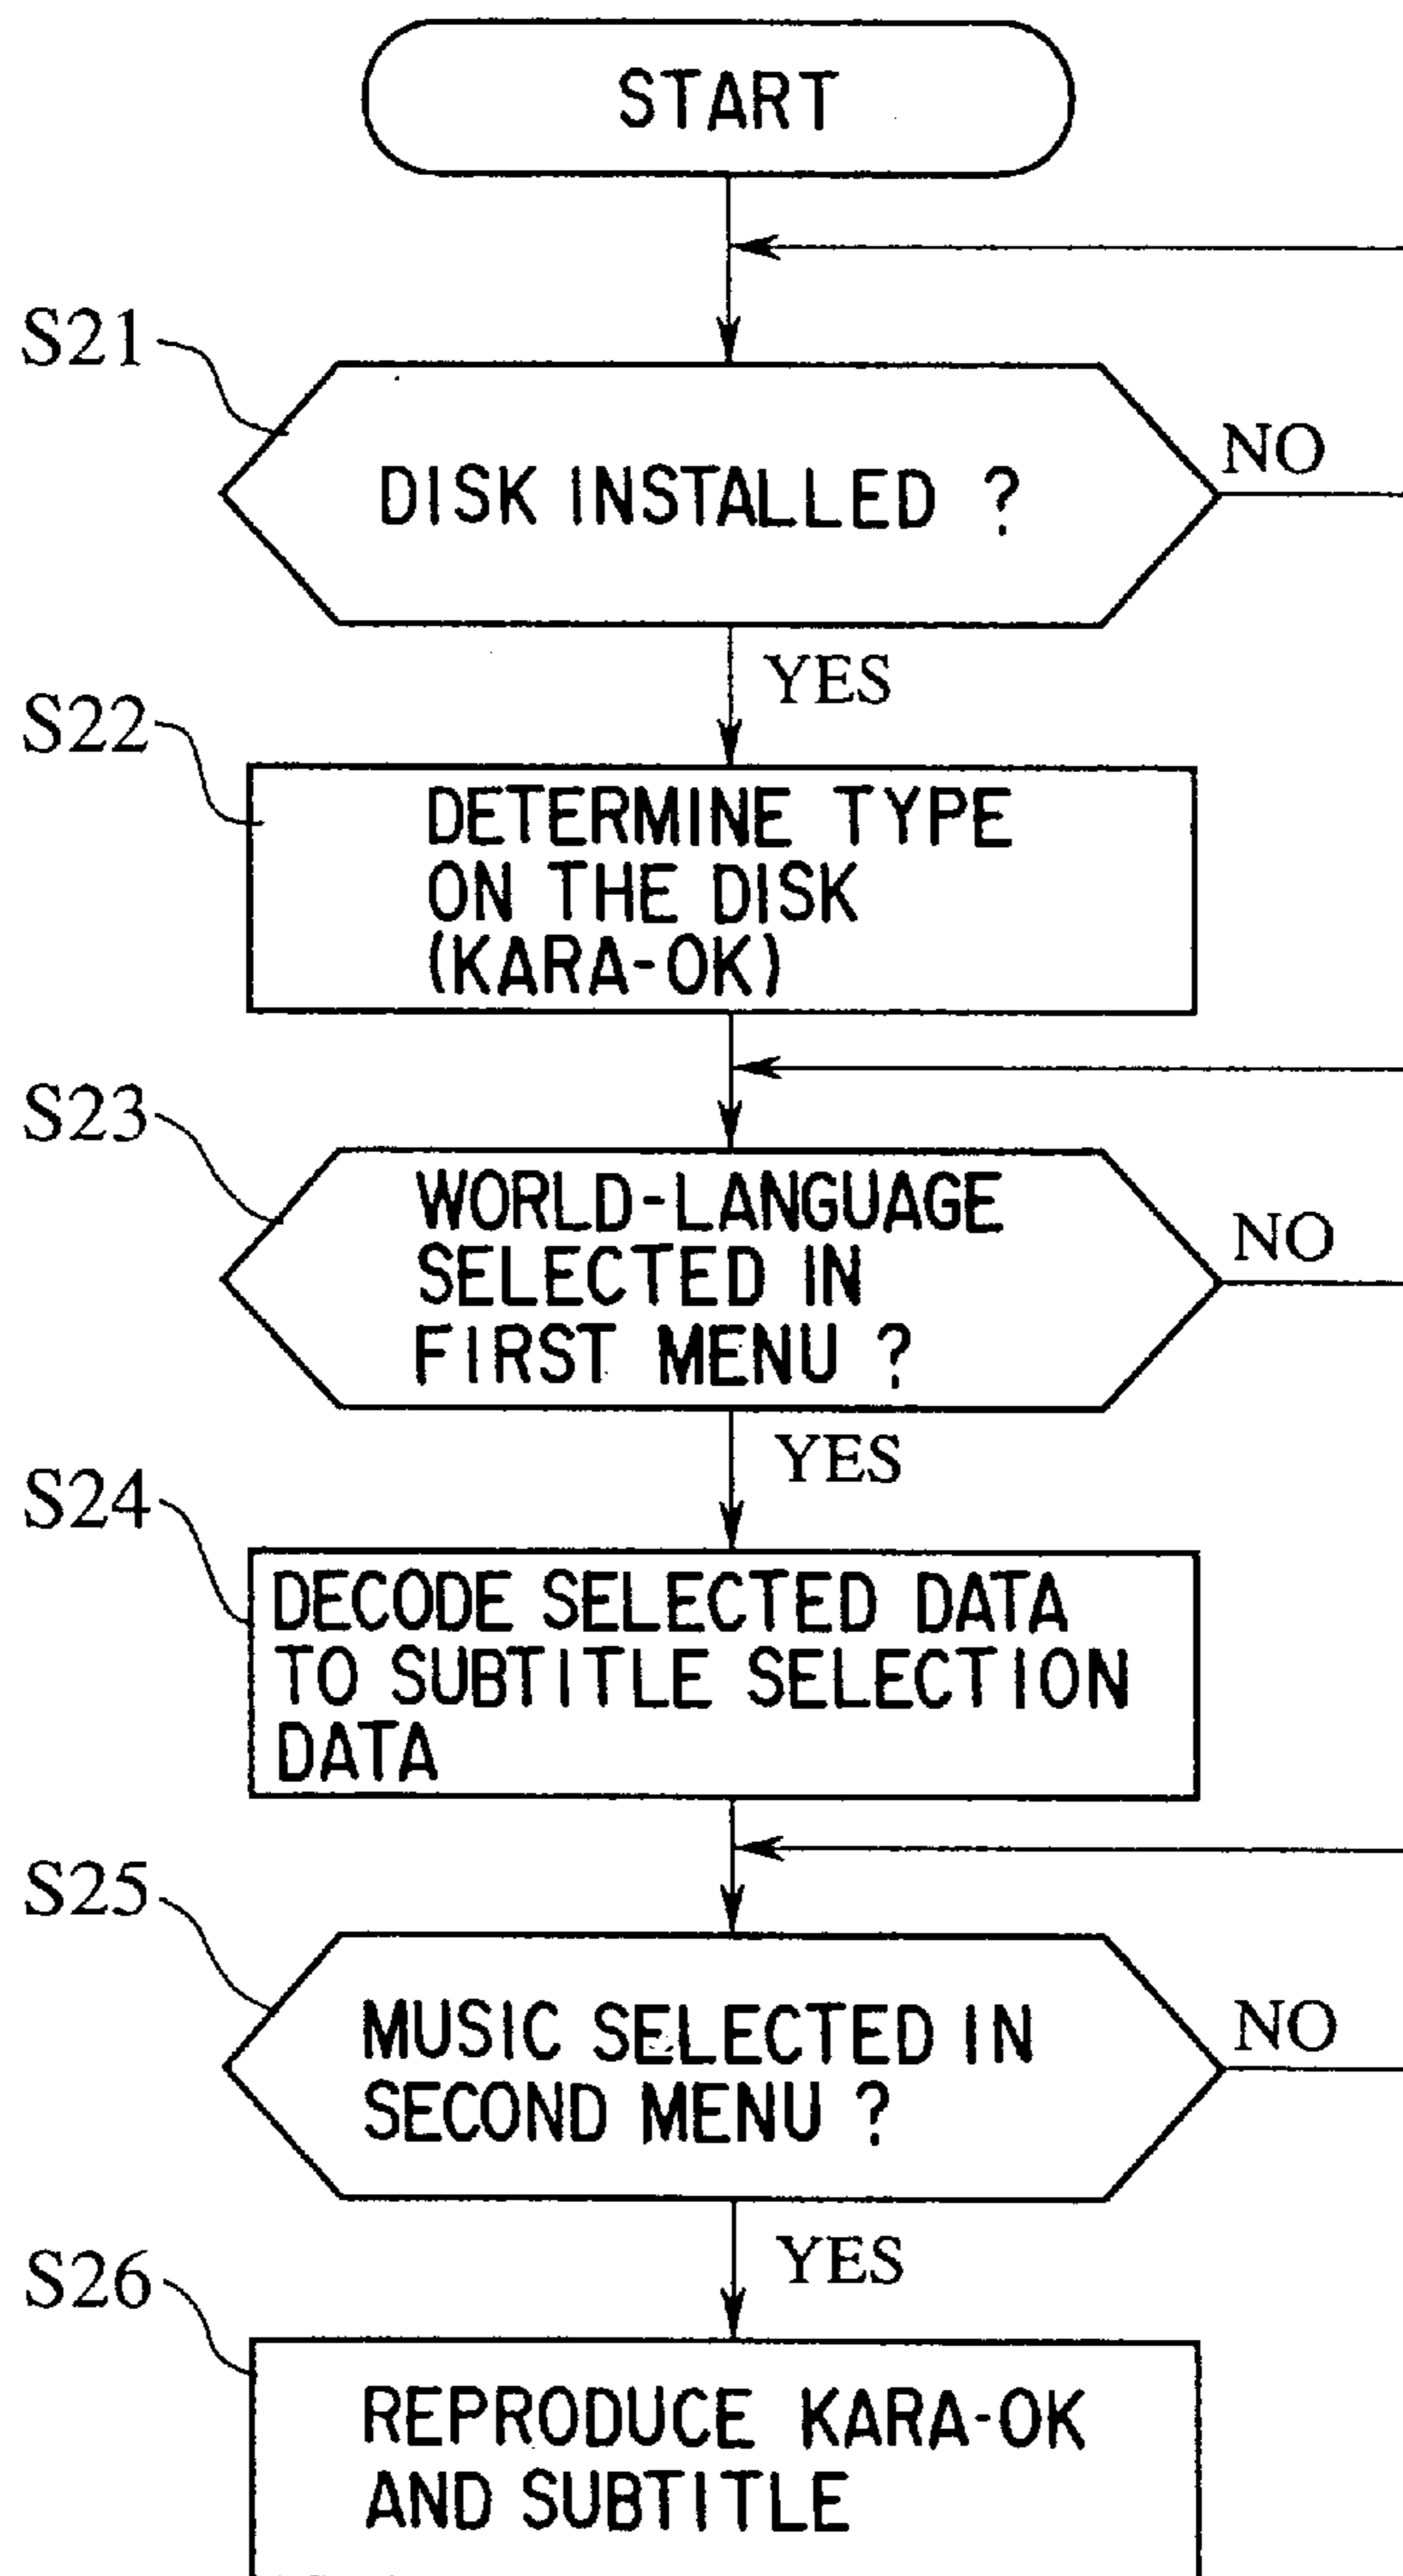 START
S21
DISK INSTALLED ?
NO
YES
S22
DETERMINE TYPE
ON THE DISK
(KARA-OK)
S23
WORLD-LANGUAGE
SELECTED IN
FIRST MENU ?
NO
YES
S24
DECODE SELECTED DATA
TO SUBTITLE SELECTION
DATA
S25
MUSIC SELECTED IN
SECOND MENU ?
NO
YES
S26
REPRODUCE KARA-OK
AND SUBTITLE